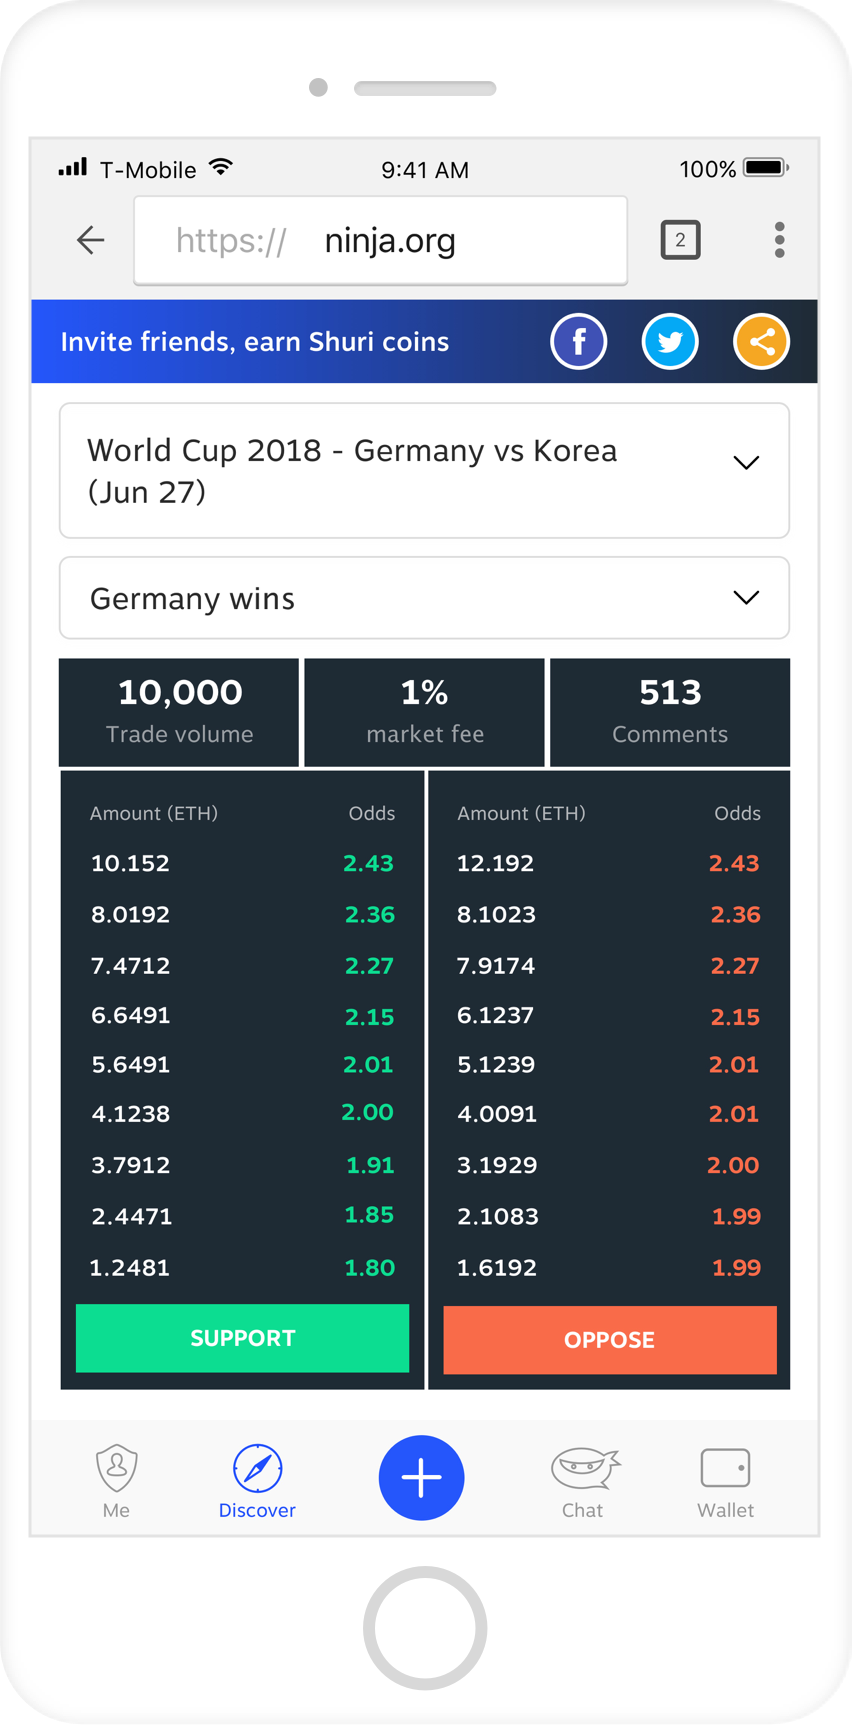 T-Mobile 9:41 AM 100%
https:// ninja.org 2
Invite friends, earn Shuri coins f
World Cup 2018 - Germany vs Korea
(Jun 27)
Germany wins
10,000 1% 513
Trade volume market fee Comments
Amount (ETH) Odds Amount (ETH) Odds
10.152 2.43 12.192 2.43
8.0192 2.36 8.1023 2.36
7.4712 2.27 7.9174 2.27
6.6491 2.15 6.1237 2.15
5.6491 2.01 5.1239 2.01
4.1238 2.00 4.0091 2.01
3.7912 1.91 3.1929 2.00
2.4471 1.85 2.1083 1.99
1.2481 1.80 1.6192 1.99
SUPPORT OPPOSE
Me Discover Chat Wallet